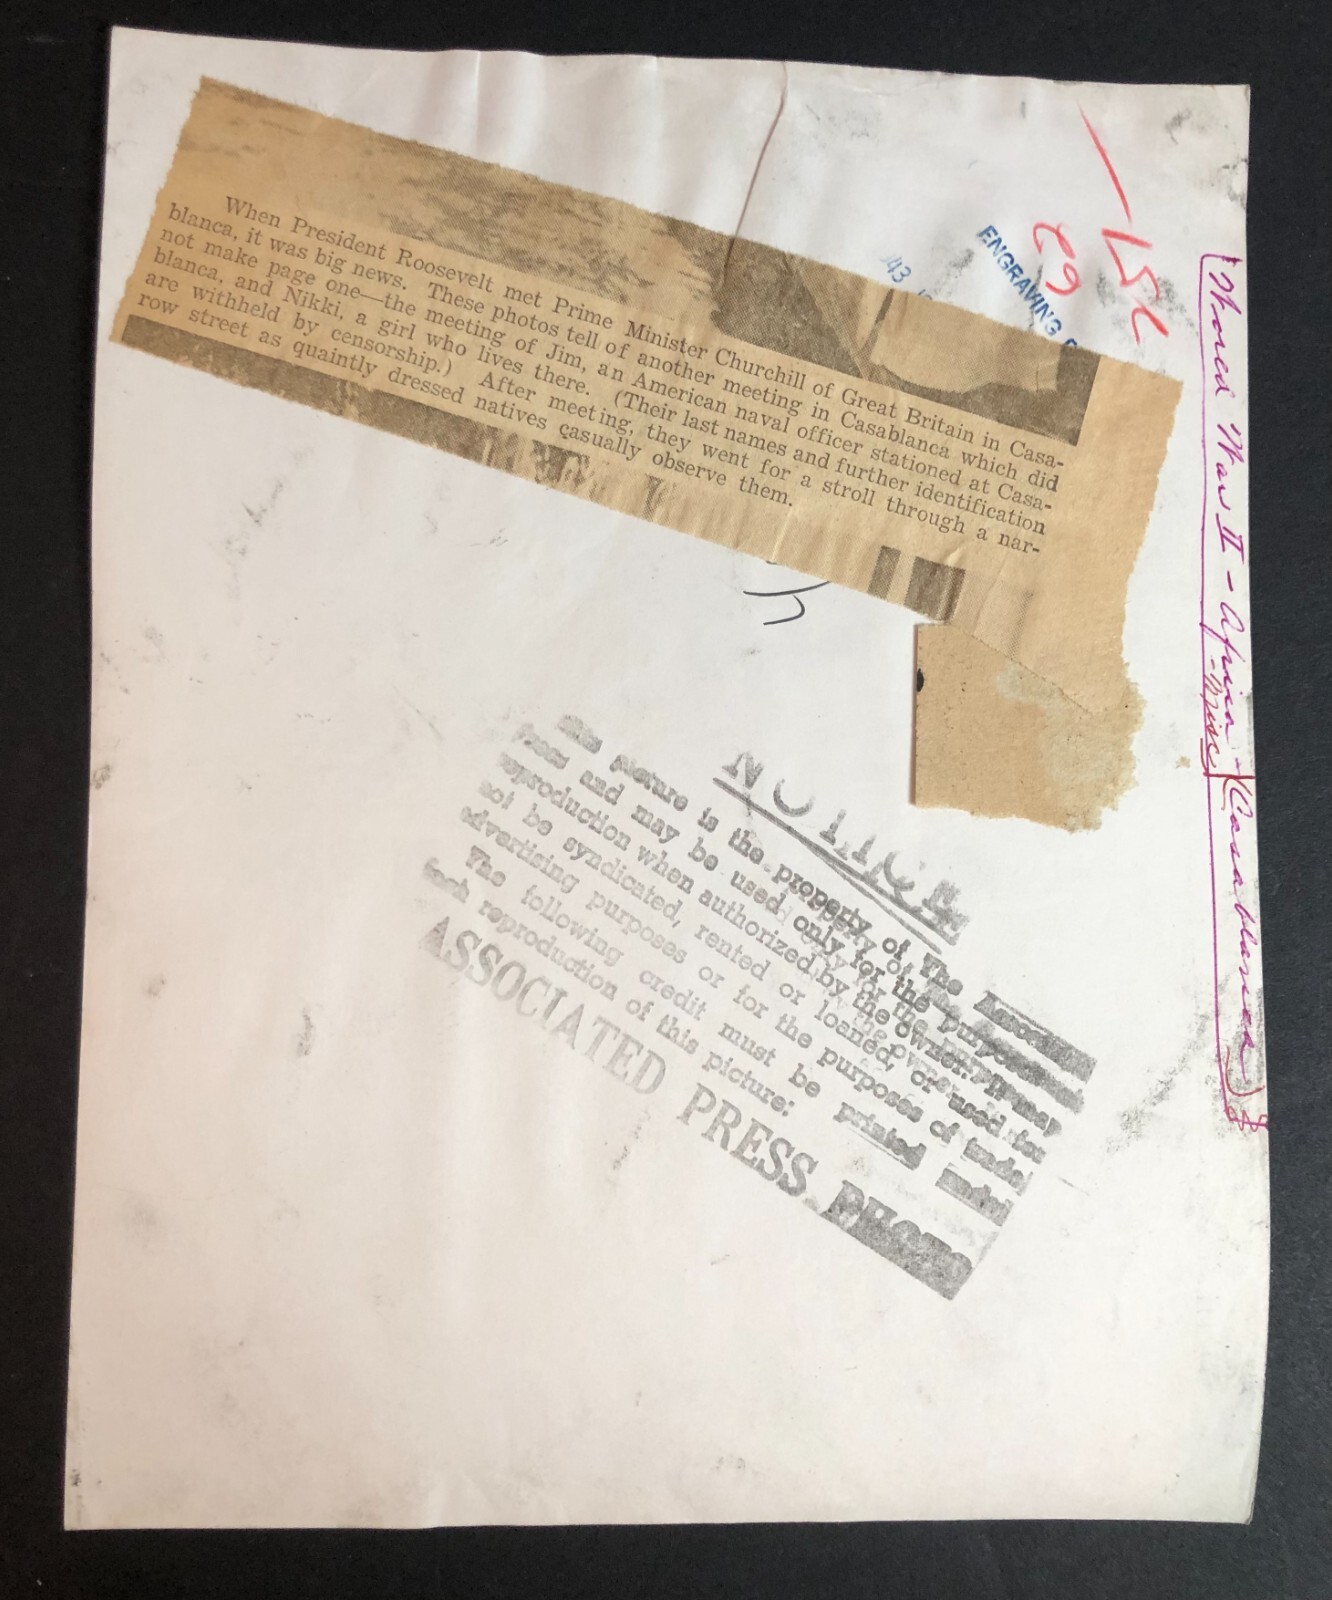 When President Roosevelt met Prime Minister Churchill of Great Britain in Casa-
blanca, it was big news. These photos tell of another meeting in Casablanca which did
not make page one—the meeting of Jim, an American naval officer stationed at Casa-
blanca, and Nikki, a girl who lives there. (Their last names and further identification
are withheld by censorship.) After meeting, they went for a stroll through a nar-
row street as quaintly dressed natives casually observe them.
ENGRAVING
World War II - Africa - (Casablanca)
- Misc
NOTICE
This picture is the property of The Associated
Press and may be used only for the purpose of
reproduction when authorized by the owner.
not be syndicated, rented or loaned, or used for
advertising purposes or for the purposes of trade.
The following credit must be printed under
each reproduction of this picture:
ASSOCIATED PRESS PHOTO